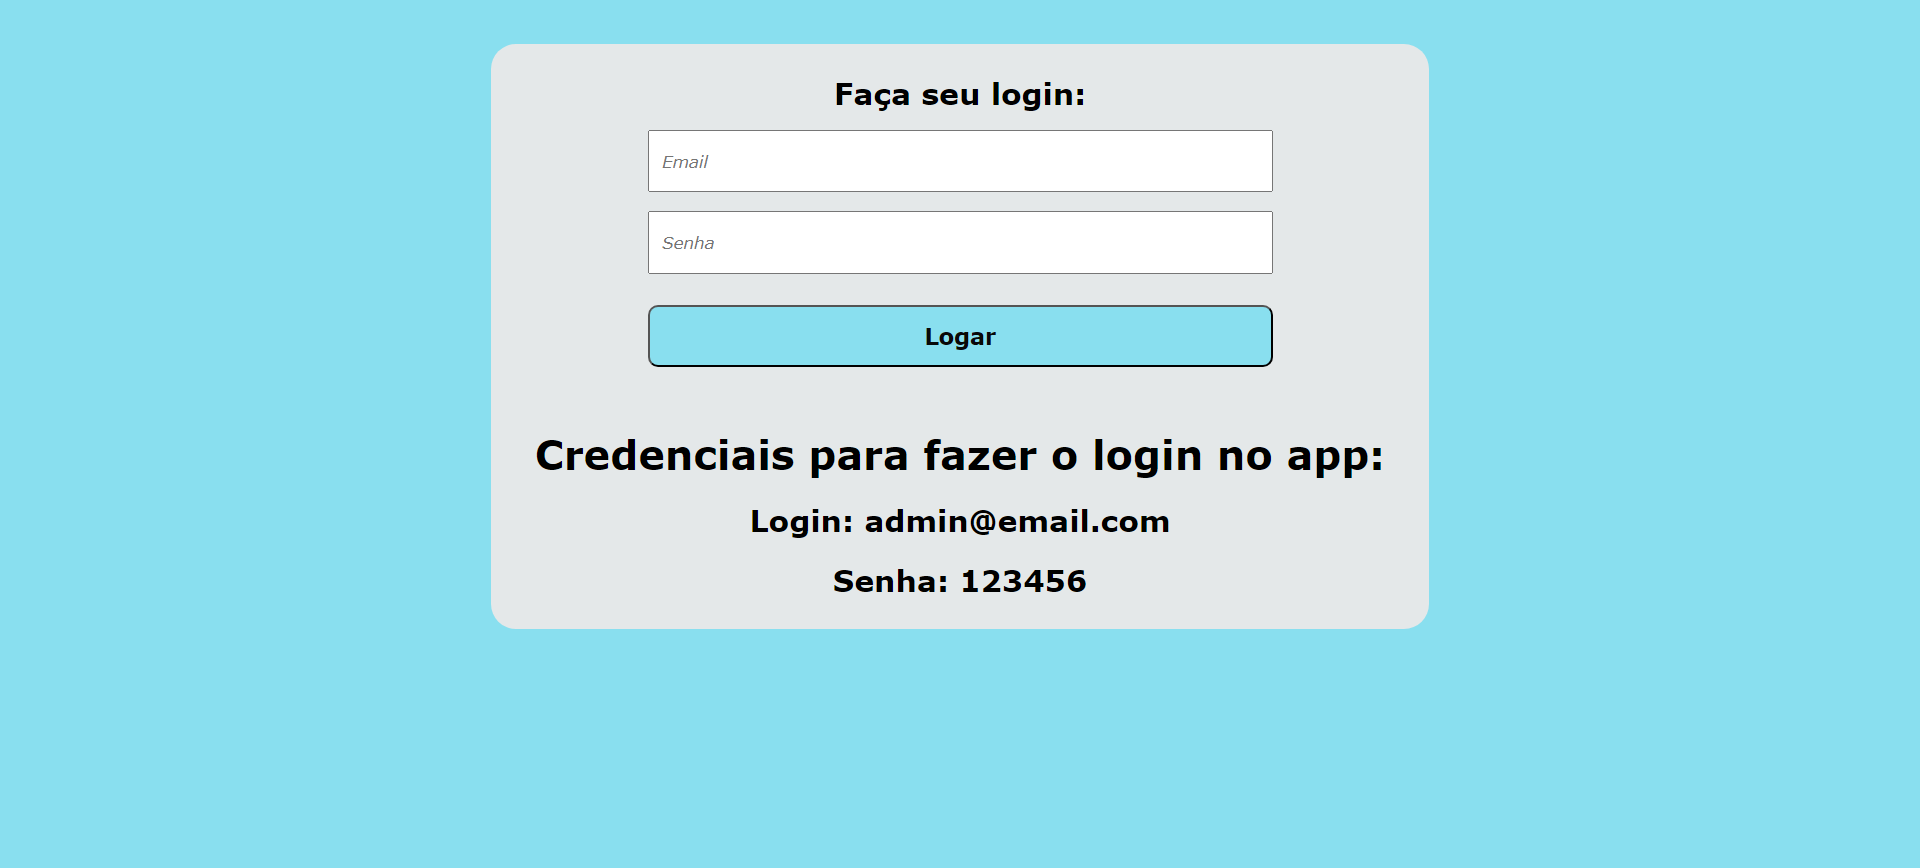 Faça seu login:
Email
Senha
Logar
Credenciais para fazer o login no app:
Login: admin@email.com
Senha: 123456